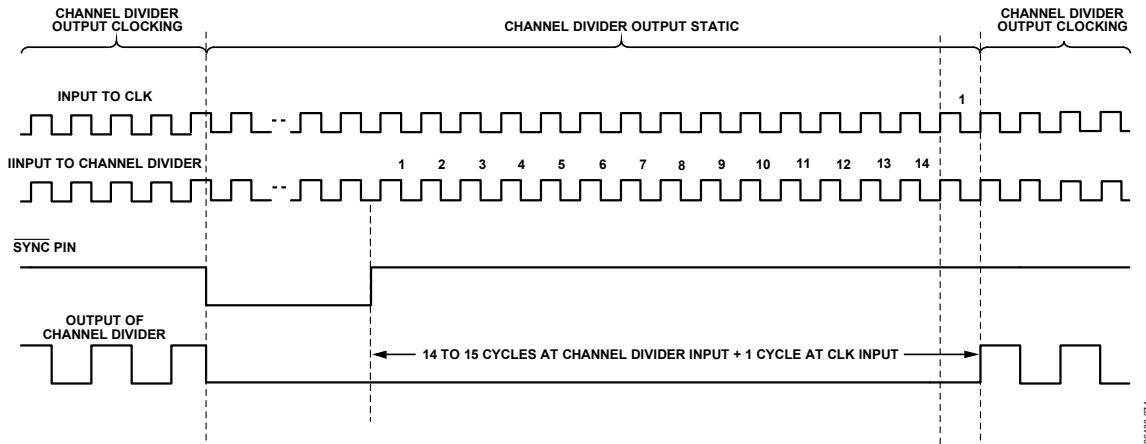 CHANNEL DIVIDER
OUTPUT CLOCKING
CHANNEL DIVIDER OUTPUT STATIC
CHANNEL DIVIDER
OUTPUT CLOCKING
INPUT TO CLK
1
IINPUT TO CHANNEL DIVIDER
1 2 3 4 5 6 7 8 9 10 11 12 13 14
SYNC PIN
OUTPUT OF
CHANNEL DIVIDER
14 TO 15 CYCLES AT CHANNEL DIVIDER INPUT + 1 CYCLE AT CLK INPUT